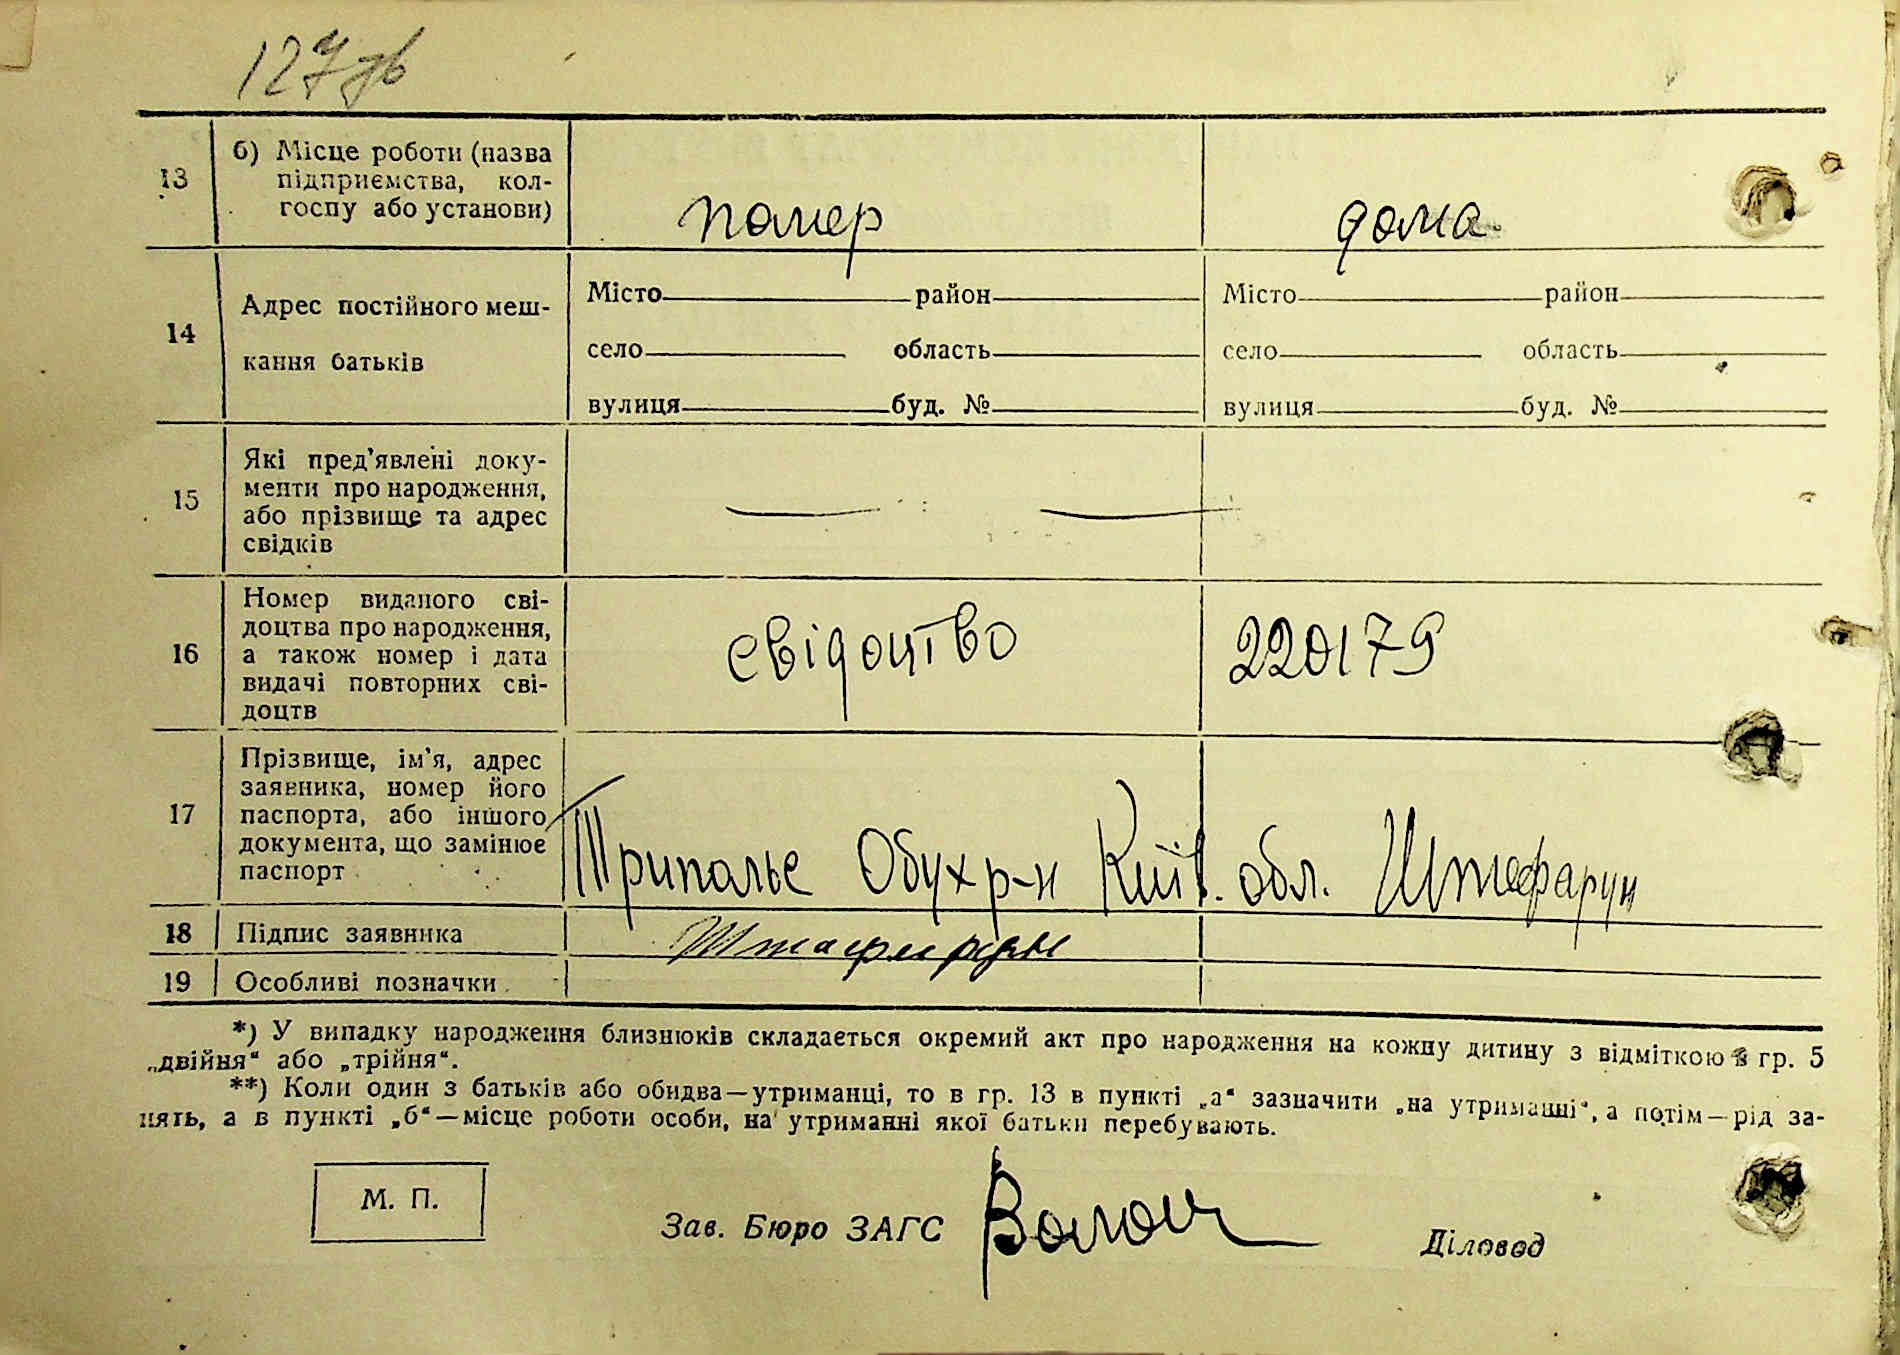 127 зв
13
б) Місце роботи (назва
підприємства, кол-
госпу або установи)
помер
дома
14
Адрес постійного меш-
кання батьків
Місто район
село область
вулиця буд. №
Місто район
село область
вулиця буд. №
15
Які пред'явлені доку-
менти про народження,
або прізвище та адрес
свідків
16
Номер виданого сві-
доцтва про народження,
а також номер і дата
видачі повторних сві-
доцтв
свідоцтво
220179
17
Прізвище, ім'я, адрес
заявника, номер його
паспорта, або іншого
документа, що замінює
паспорт
Триполье Обух р-н Київ. обл. Штефарун
18 Підпис заявника
19 Особливі позначки
*) У випадку народження близнюків складається окремий акт про народження на кожну дитину з відміткою в гр. 5
„двійня“ або „трійня“.
**) Коли один з батьків або обидва—утриманці, то в гр. 13 в пункті „а“ зазначити „на утриманні“, а потім—рід за-
нять, а в пункті „б“—місце роботи особи, на утриманні якої батьки перебувають.
М. П.
Зав. Бюро ЗАГС
Діловод